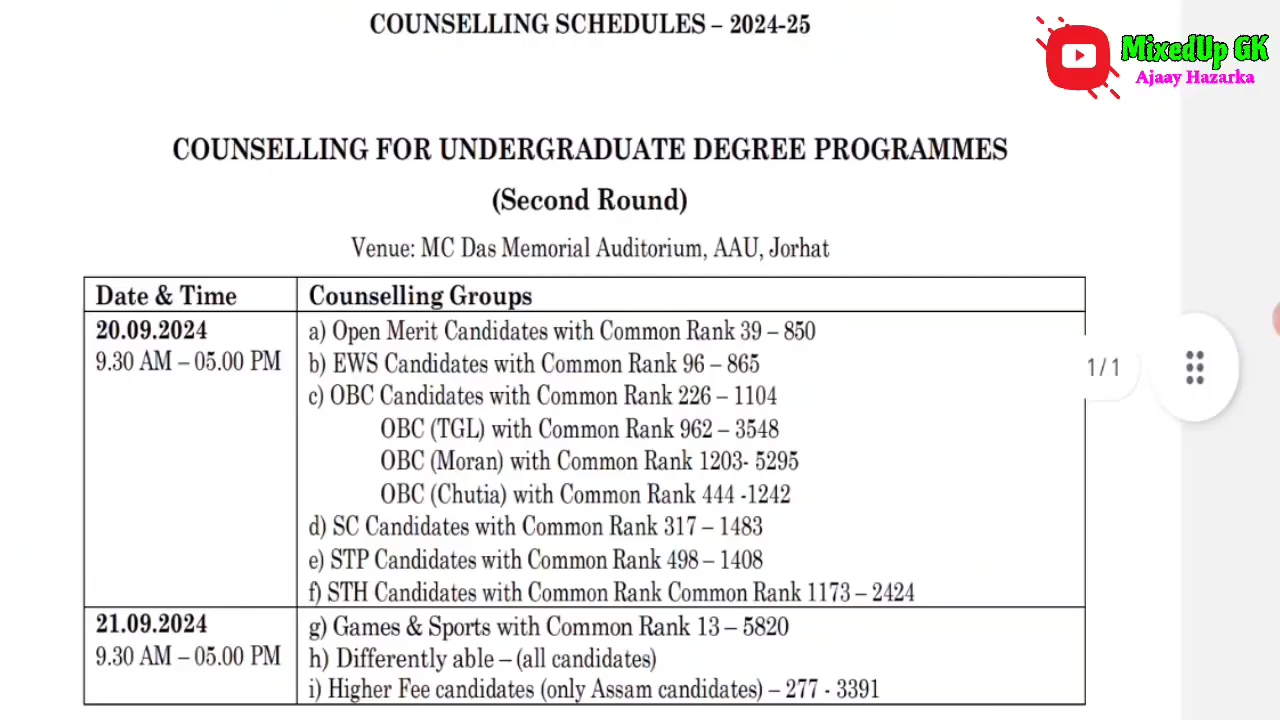 COUNSELLING SCHEDULES – 2024-25
MixedUp GK
Ajaay Hazarka
COUNSELLING FOR UNDERGRADUATE DEGREE PROGRAMMES
(Second Round)
Venue: MC Das Memorial Auditorium, AAU, Jorhat
Date & Time
Counselling Groups
20.09.2024
9.30 AM – 05.00 PM
a) Open Merit Candidates with Common Rank 39 – 850
b) EWS Candidates with Common Rank 96 – 865
c) OBC Candidates with Common Rank 226 – 1104
OBC (TGL) with Common Rank 962 – 3548
OBC (Moran) with Common Rank 1203- 5295
OBC (Chutia) with Common Rank 444 -1242
d) SC Candidates with Common Rank 317 – 1483
e) STP Candidates with Common Rank 498 – 1408
f) STH Candidates with Common Rank Common Rank 1173 – 2424
21.09.2024
9.30 AM – 05.00 PM
g) Games & Sports with Common Rank 13 – 5820
h) Differently able – (all candidates)
i) Higher Fee candidates (only Assam candidates) – 277 - 3391
1/1